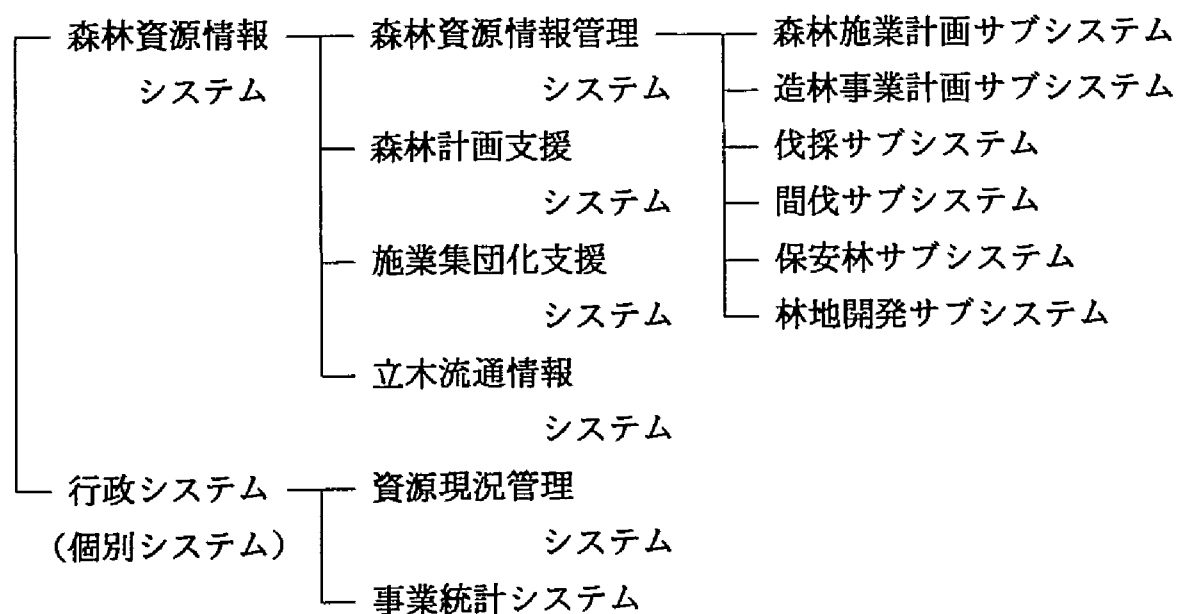 森林資源情報 森林資源情報管理 森林施業計画サブシステム
システム システム 造林事業計画サブシステム
森林計画支援 伐採サブシステム
システム 間伐サブシステム
施業集団化支援 保安林サブシステム
システム 林地開発サブシステム
立木流通情報
システム
行政システム 資源現況管理
(個別システム) システム
事業統計システム